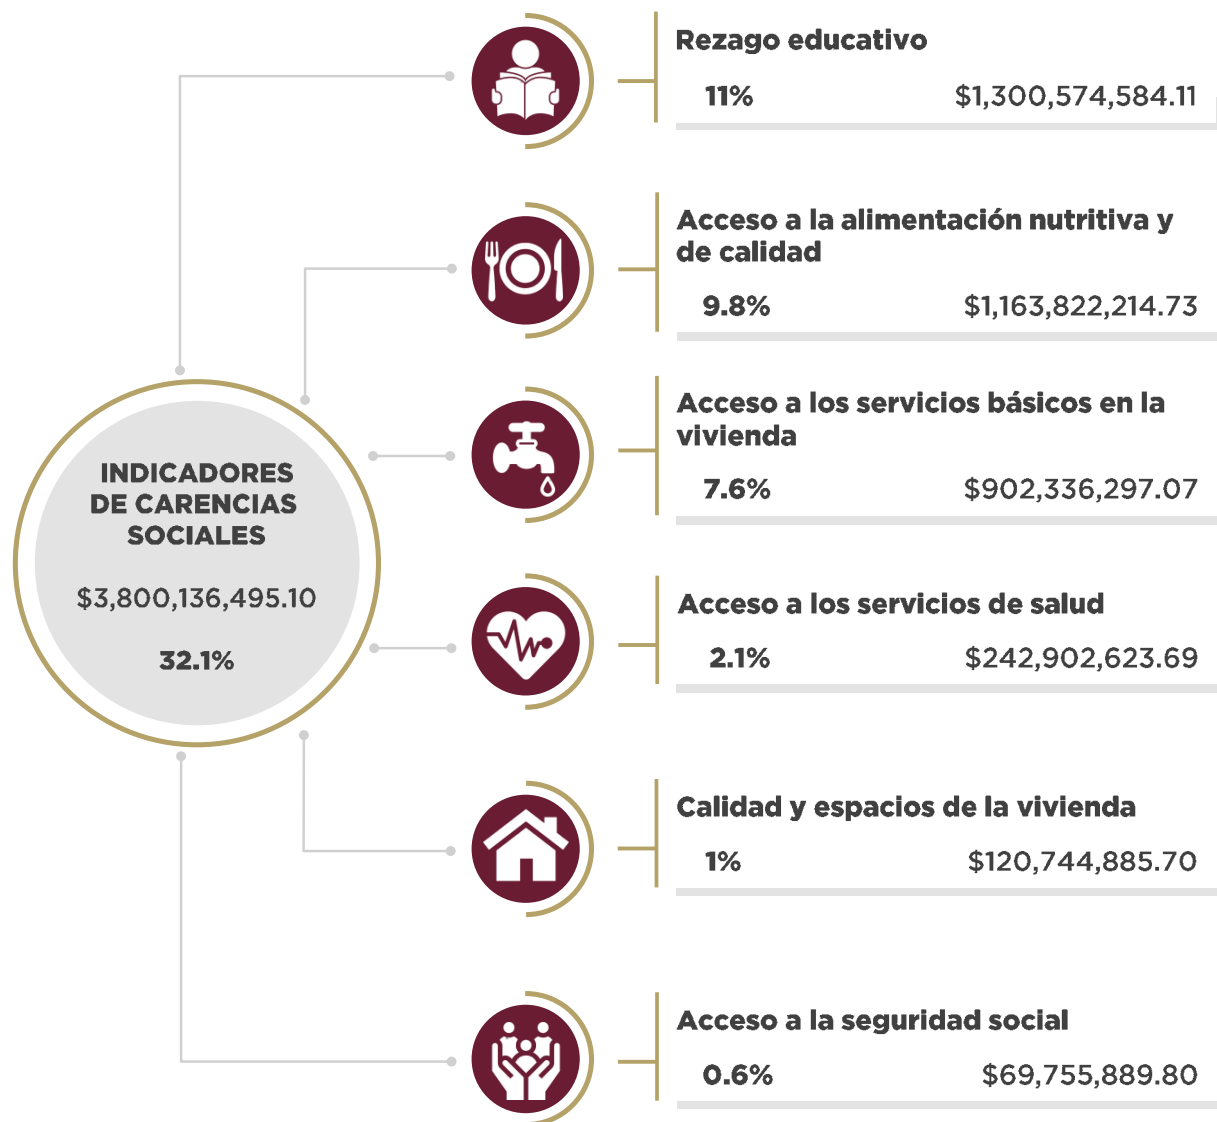 INDICADORES
DE CARENCIAS
SOCIALES
$3,800,136,495.10
32.1%
Rezago educativo
11% $1,300,574,584.11
Acceso a la alimentación nutritiva y
de calidad
9.8% $1,163,822,214.73
Acceso a los servicios básicos en la
vivienda
7.6% $902,336,297.07
Acceso a los servicios de salud
2.1% $242,902,623.69
Calidad y espacios de la vivienda
1% $120,744,885.70
Acceso a la seguridad social
0.6% $69,755,889.80